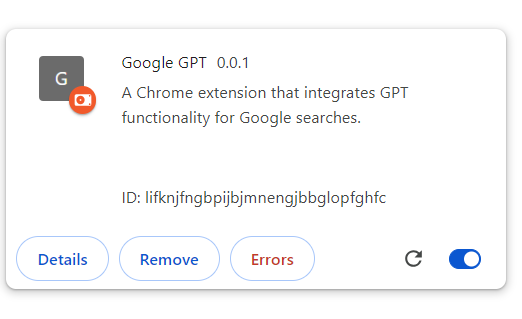 G
Google GPT 0.0.1
A Chrome extension that integrates GPT
functionality for Google searches.
ID: lifknjfngbpijbjmnengjbbglopfghfc
Details Remove Errors